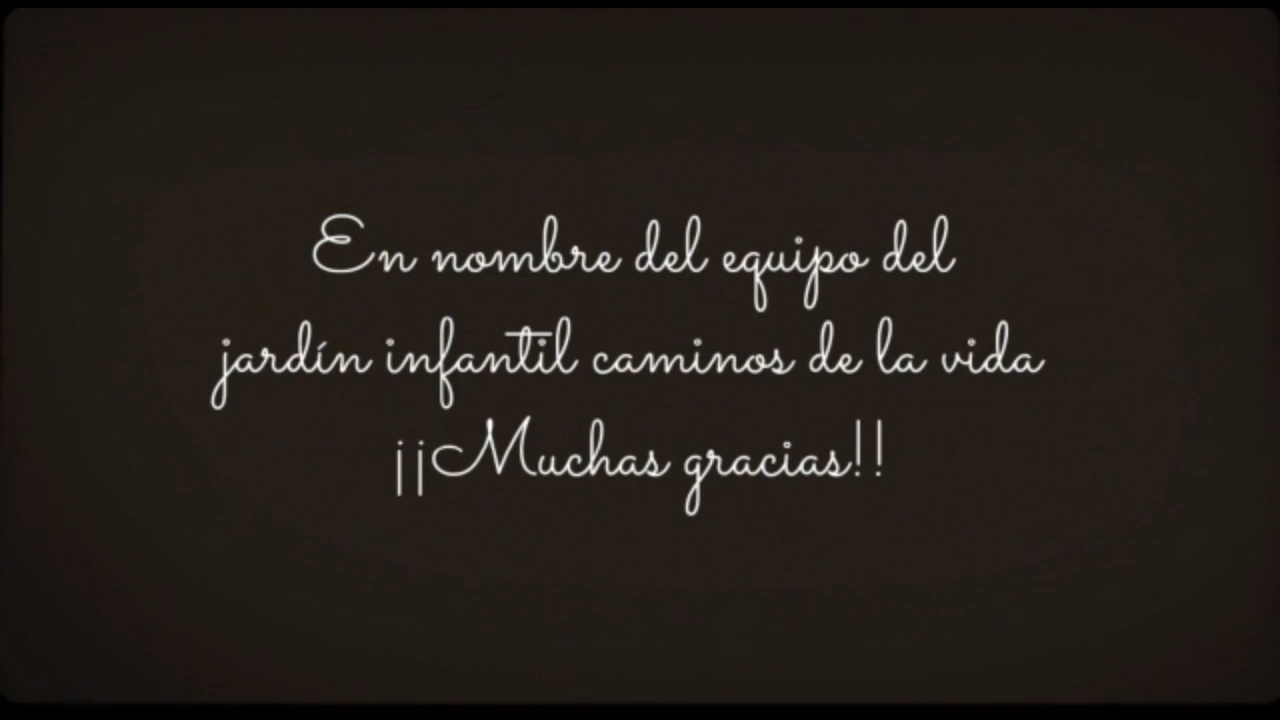 En nombre del equipo del
jardín infantil caminos de la vida
¡¡Muchas gracias!!